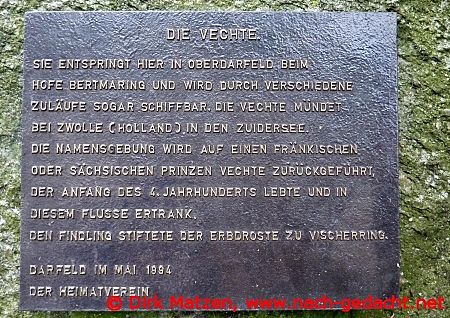 DIE VECHTE
SIE ENTSPRINGT HIER IN OBERDARFELD BEIM
HOFE BERTMARING UND WIRD DURCH VERSCHIEDENE
ZULÄUFE SOGAR SCHIFFBAR. DIE VECHTE MÜNDET
BEI ZWOLLE (HOLLAND), IN DEN ZUIDERSEE.
DIE NAMENSGEBUNG WIRD AUF EINEN FRÄNKISCHEN
ODER SÄCHSISCHEN PRINZEN VECHTE ZURÜCKGEFÜHRT,
DER ANFANG DES 4. JAHRHUNDERTS LEBTE UND IN
DIESEM FLUSSE ERTRANK.
DEN FINDLING STIFTETE DER ERBDROSTE ZU VISCHERRING.
DARFELD IM MAI 1984
DER HEIMATVEREIN
© Dirk Matzen, www.nach-gedacht.net